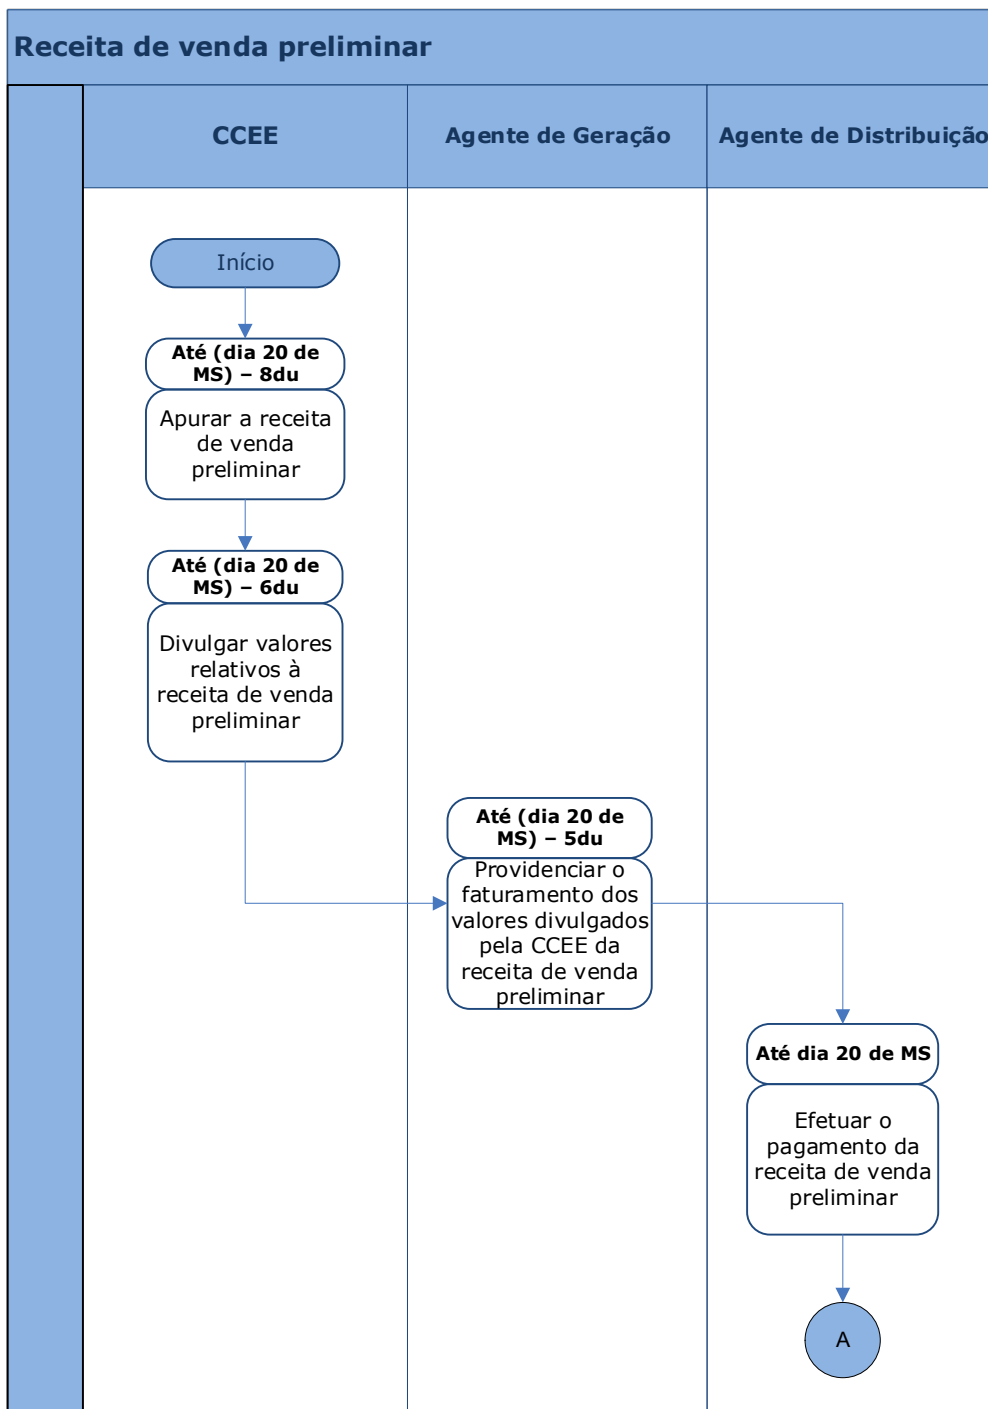 Receita de venda preliminar
CCEE
Agente de Geração
Agente de Distribuição
Início
Até (dia 20 de
MS) – 8du
Apurar a receita
de venda
preliminar
Até (dia 20 de
MS) – 6du
Divulgar valores
relativos à
receita de venda
preliminar
Até (dia 20 de
MS) – 5du
Providenciar o
faturamento dos
valores divulgados
pela CCEE da
receita de venda
preliminar
Até dia 20 de MS
Efetuar o
pagamento da
receita de venda
preliminar
A